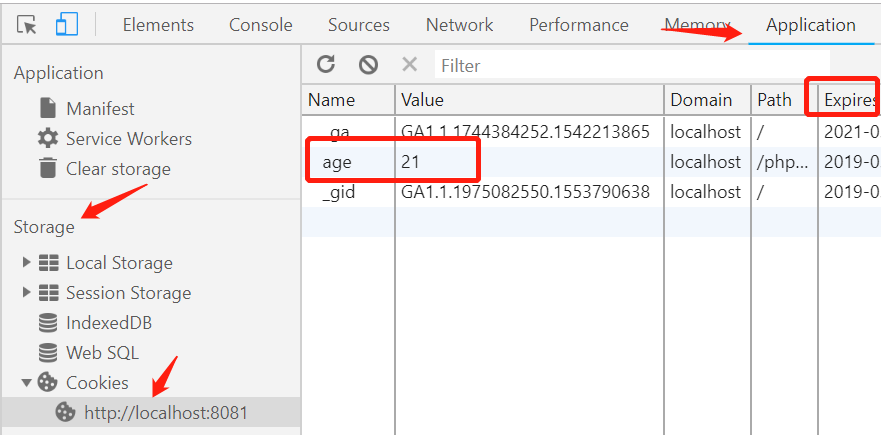 Elements Console Sources Network Performance Memory Application
Application
Manifest
Service Workers
Clear storage
Storage
Local Storage
Session Storage
IndexedDB
Web SQL
Cookies
http://localhost:8081
Filter
Name Value Domain Path Expires
_ga GA1.1.1744384252.1542213865 localhost / 2021-0
age 21 localhost /php... 2019-0
_gid GA1.1.1975082550.1553790638 localhost / 2019-0